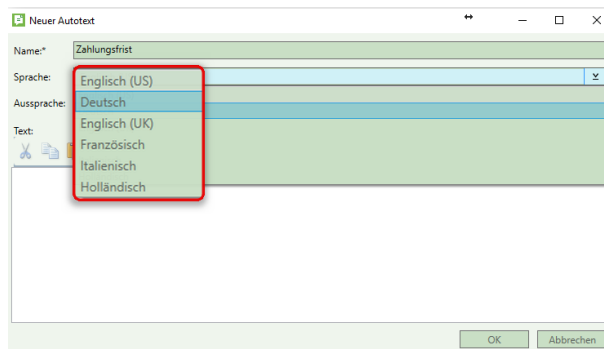 Neuer Autotext
Name:*
Zahlungsfrist
Sprache:
Englisch (US)
Aussprache:
Deutsch
Englisch (UK)
Text:
Französisch
Italienisch
Holländisch
OK
Abbrechen